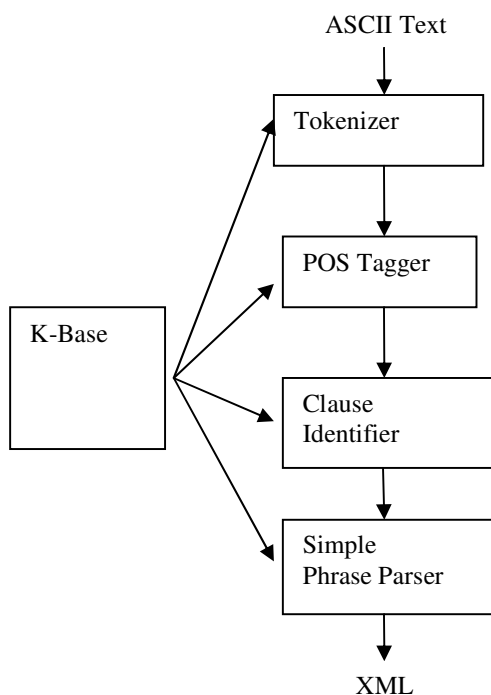 ASCII Text
Tokenizer
POS Tagger
K-Base
Clause
Identifier
Simple
Phrase Parser
XML